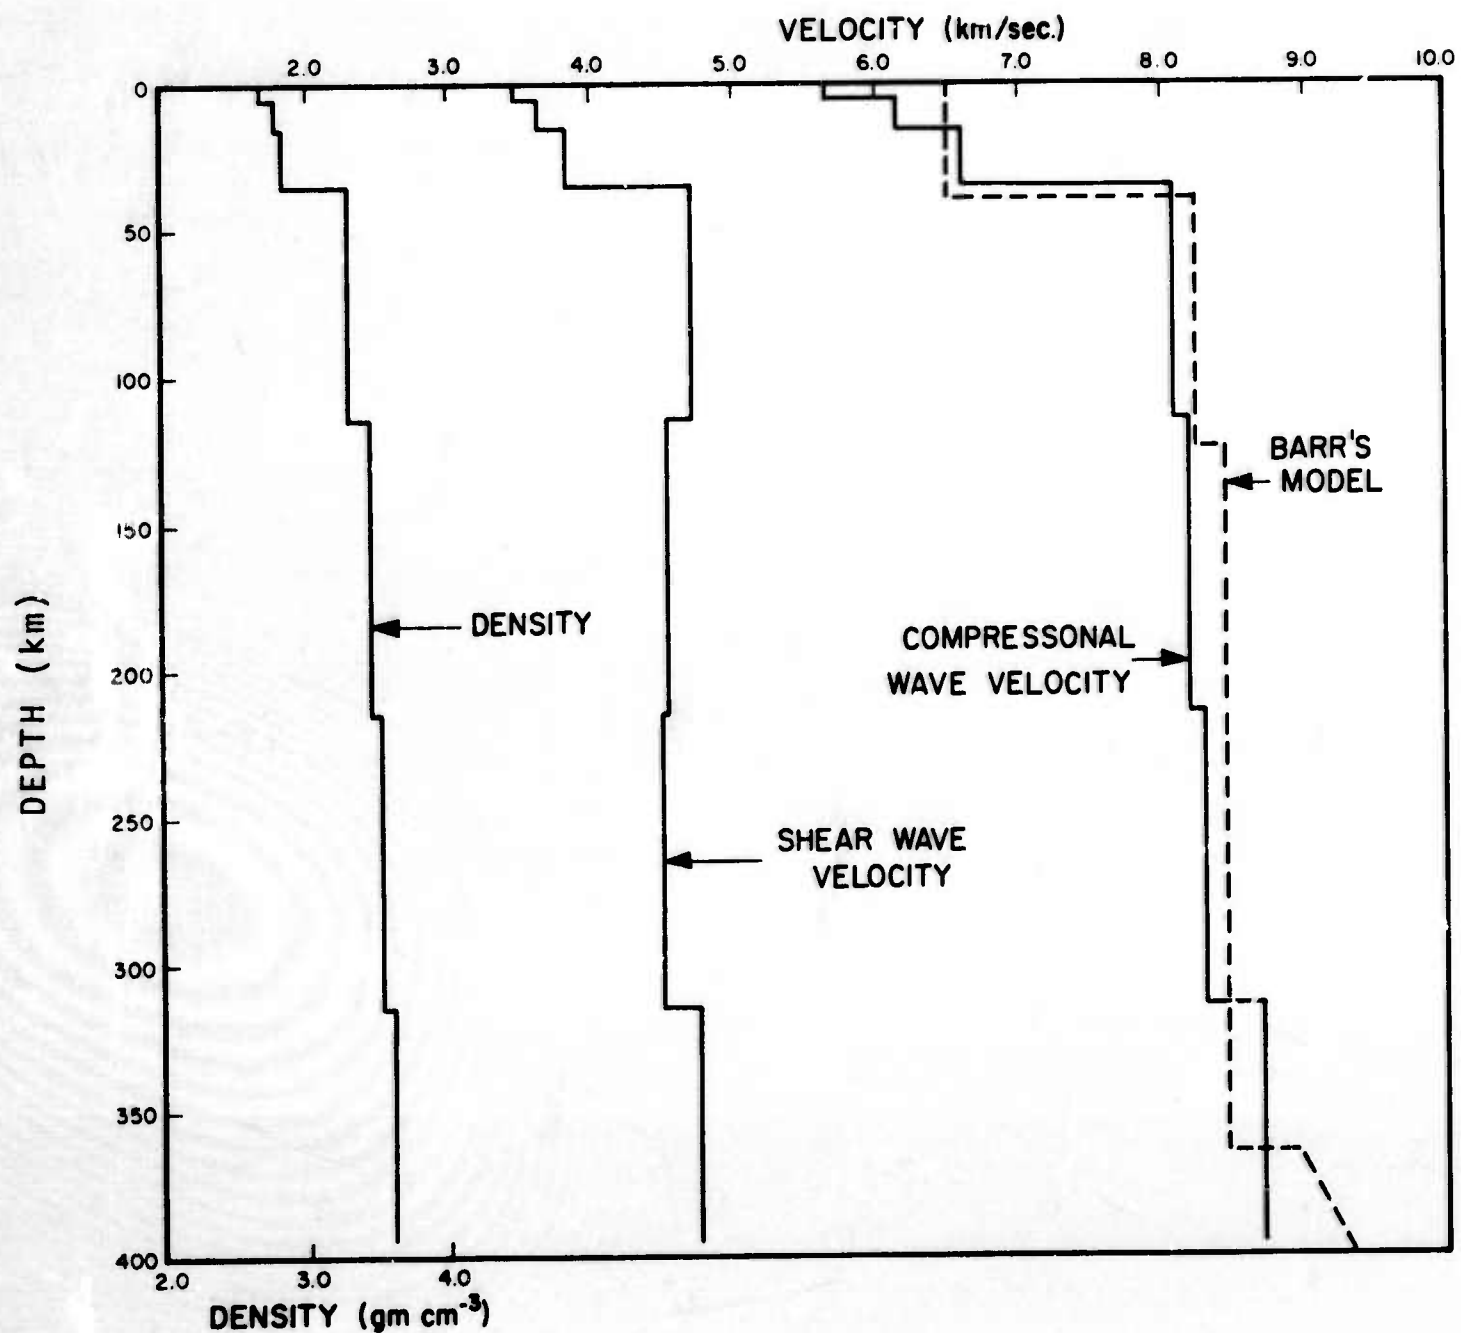 VELOCITY (km/sec.)
2.0 3.0 4.0 5.0 6.0 7.0 8.0 9.0 10.0
0
50
100
150
200
250
300
350
400
DEPTH (km)
BARR'S
MODEL
DENSITY
COMPRESSONAL
WAVE VELOCITY
SHEAR WAVE
VELOCITY
2.0 3.0 4.0
DENSITY (gm cm⁻³)